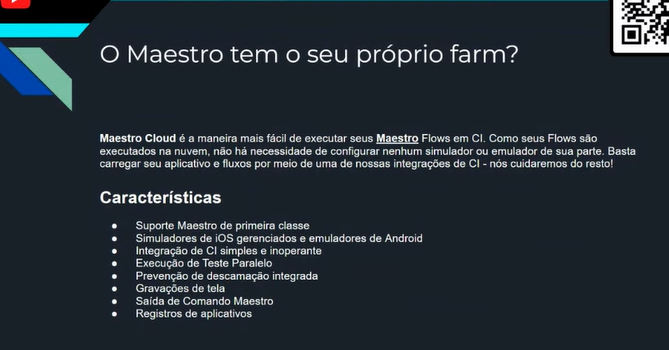 O Maestro tem o seu próprio farm?
Maestro Cloud é a maneira mais fácil de executar seus Maestro Flows em CI. Como seus Flows são
executados na nuvem, não há necessidade de configurar nenhum simulador ou emulador de sua parte. Basta
carregar seu aplicativo e fluxos por meio de uma de nossas integrações de CI - nós cuidaremos do resto!
Características
● Suporte Maestro de primeira classe
● Simuladores de iOS gerenciados e emuladores de Android
● Integração de CI simples e inoperante
● Execução de Teste Paralelo
● Prevenção de descamação integrada
● Gravações de tela
● Saída de Comando Maestro
● Registros de aplicativos